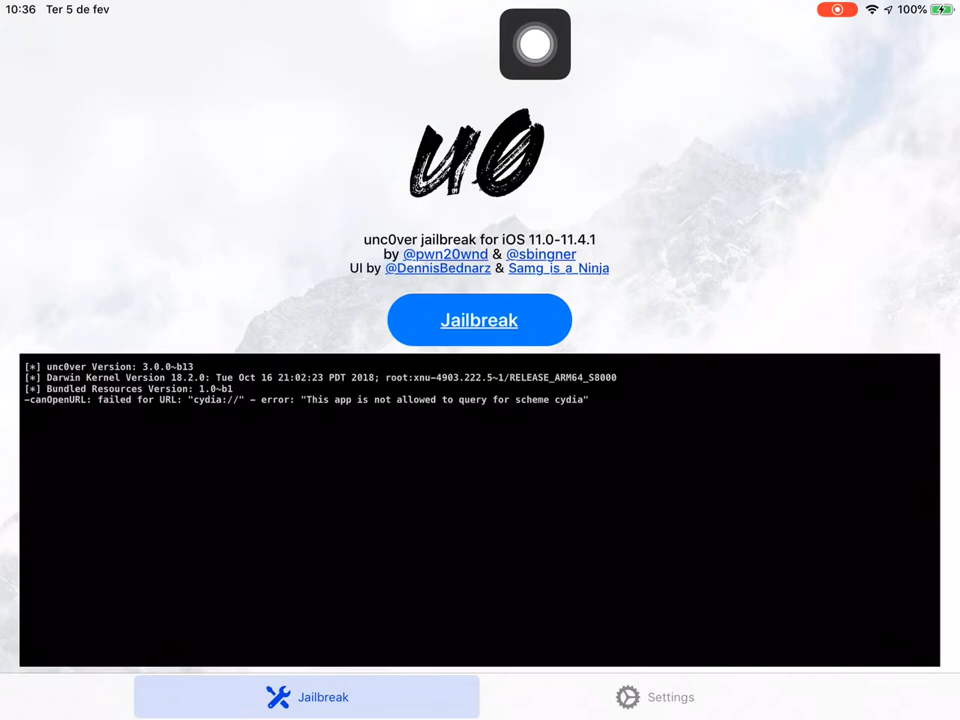 10:36 Ter 5 de fev 100%
u0
unc0ver jailbreak for iOS 11.0-11.4.1
by @pwn20wnd & @sbingner
UI by @DennisBednarz & Samg_is_a_Ninja
Jailbreak
[*] unc0ver Version: 3.0.0~b13
[*] Darwin Kernel Version 18.2.0: Tue Oct 16 21:02:23 PDT 2018; root:xnu-4903.222.5~1/RELEASE_ARM64_S8000
[*] Bundled Resources Version: 1.0~b1
-canOpenURL: failed for URL: "cydia://" - error: "This app is not allowed to query for scheme cydia"
Jailbreak Settings